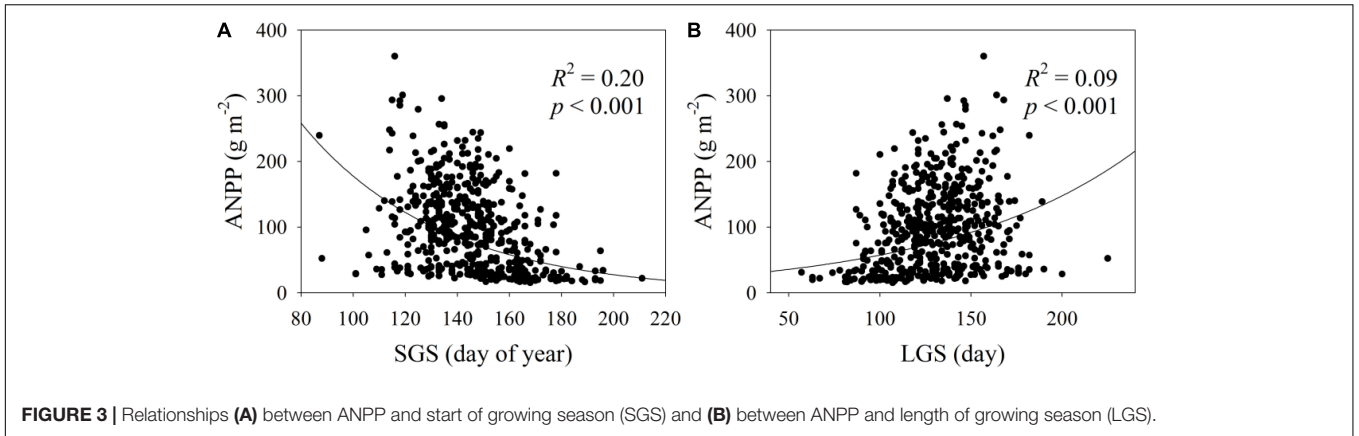 A
400
300
200
100
0
ANPP (g m⁻²)
R² = 0.20
p < 0.001
80 100 120 140 160 180 200 220
SGS (day of year)
B
400
300
200
100
0
ANPP (g m⁻²)
R² = 0.09
p < 0.001
50 100 150 200
LGS (day)
FIGURE 3 | Relationships (A) between ANPP and start of growing season (SGS) and (B) between ANPP and length of growing season (LGS).